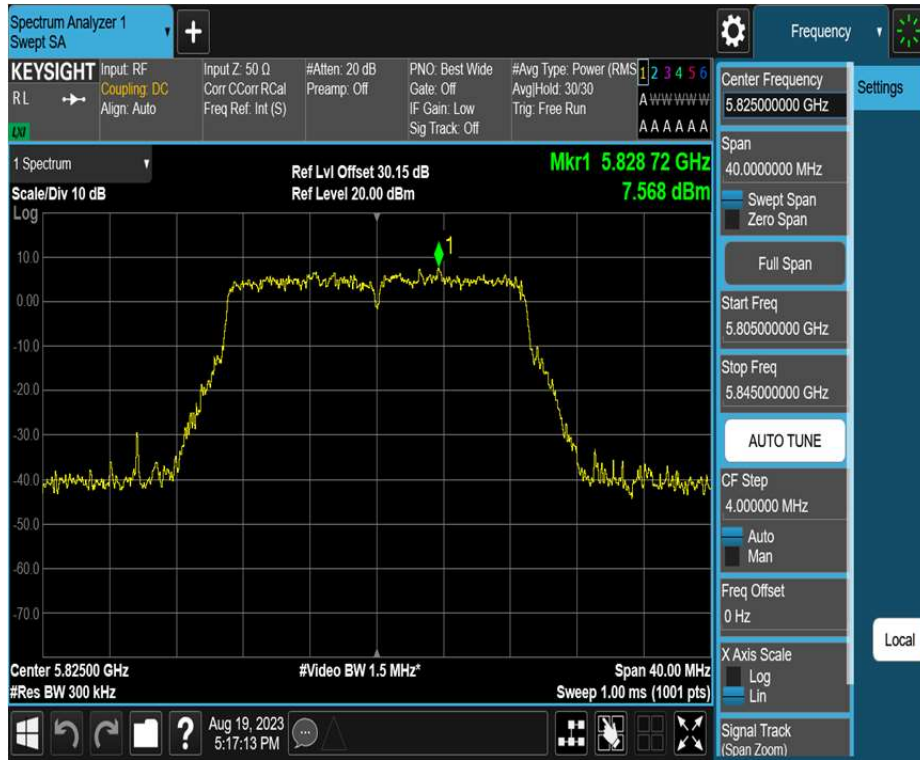 Spectrum Analyzer 1
Swept SA
+
Frequency
KEYSIGHT
R L
LXI
Input: RF
Coupling: DC
Align: Auto
Input Z: 50 Ω
Corr CCorr RCal
Freq Ref: Int (S)
#Atten: 20 dB
Preamp: Off
PNO: Best Wide
Gate: Off
IF Gain: Low
Sig Track: Off
#Avg Type: Power (RMS
Avg|Hold: 30/30
Trig: Free Run
1 2 3 4 5 6
A W W W W W
A A A A A A
1 Spectrum
Scale/Div 10 dB
Log
Ref Lvl Offset 30.15 dB
Ref Level 20.00 dBm
Mkr1 5.828 72 GHz
7.568 dBm
1
10.0
0.00
-10.0
-20.0
-30.0
-40.0
-50.0
-60.0
-70.0
Center 5.82500 GHz
#Res BW 300 kHz
#Video BW 1.5 MHz*
Span 40.00 MHz
Sweep 1.00 ms (1001 pts)
?
Aug 19, 2023
5:17:13 PM
Center Frequency
5.825000000 GHz
Settings
Span
40.0000000 MHz
Swept Span
Zero Span
Full Span
Start Freq
5.805000000 GHz
Stop Freq
5.845000000 GHz
AUTO TUNE
CF Step
4.000000 MHz
Auto
Man
Freq Offset
0 Hz
Local
X Axis Scale
Log
Lin
Signal Track
(Span Zoom)